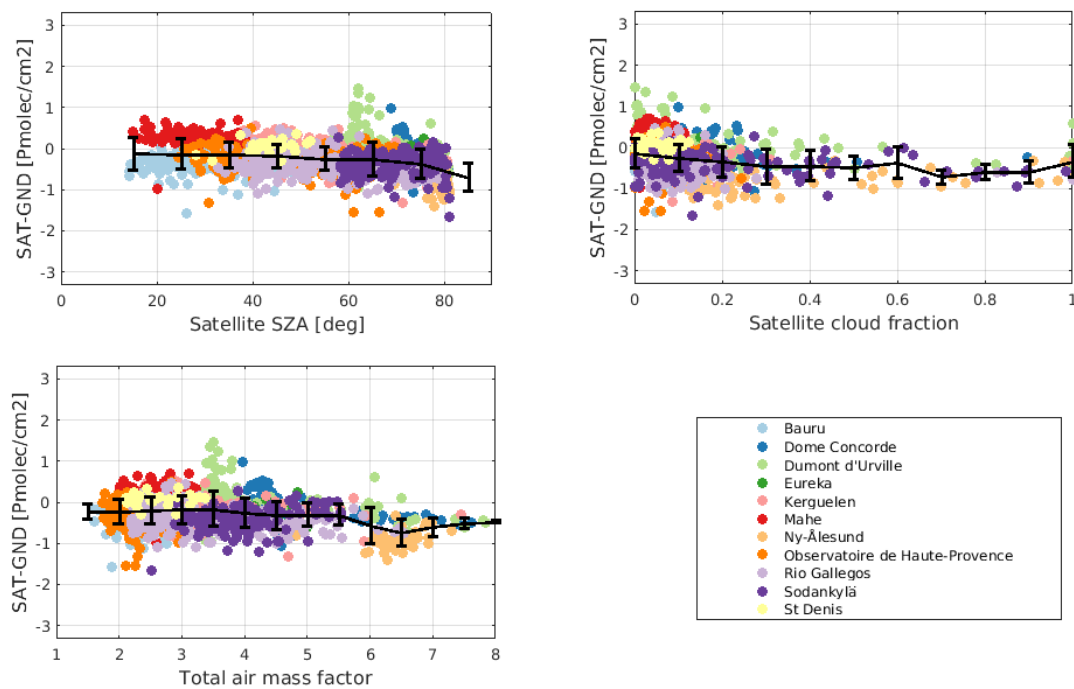 3
2
1
0
-1
-2
-3
SAT-GND [Pmolec/cm2]
0 20 40 60 80
Satellite SZA [deg]
3
2
1
0
-1
-2
-3
SAT-GND [Pmolec/cm2]
0 0.2 0.4 0.6 0.8 1
Satellite cloud fraction
3
2
1
0
-1
-2
-3
SAT-GND [Pmolec/cm2]
1 2 3 4 5 6 7 8
Total air mass factor
Bauru
Dome Concorde
Dumont d'Urville
Eureka
Kerguelen
Mahe
Ny-Ålesund
Observatoire de Haute-Provence
Rio Gallegos
Sodankylä
St Denis